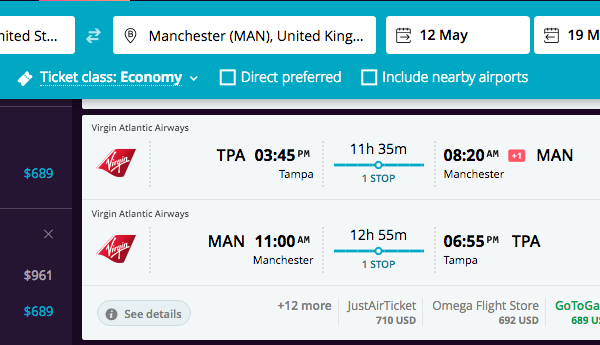 nited St...
Manchester (MAN), United King...
12 May
19 M
Ticket class: Economy
Direct preferred
Include nearby airports
Virgin Atlantic Airways
$689
Virgin
TPA 03:45 PM
11h 35m
08:20 AM +1 MAN
Tampa
1 STOP
Manchester
Virgin Atlantic Airways
$961
$689
Virgin
MAN 11:00 AM
12h 55m
06:55 PM TPA
Manchester
1 STOP
Tampa
See details
+12 more
JustAirTicket
710 USD
Omega Flight Store
692 USD
GoToGa
689 U